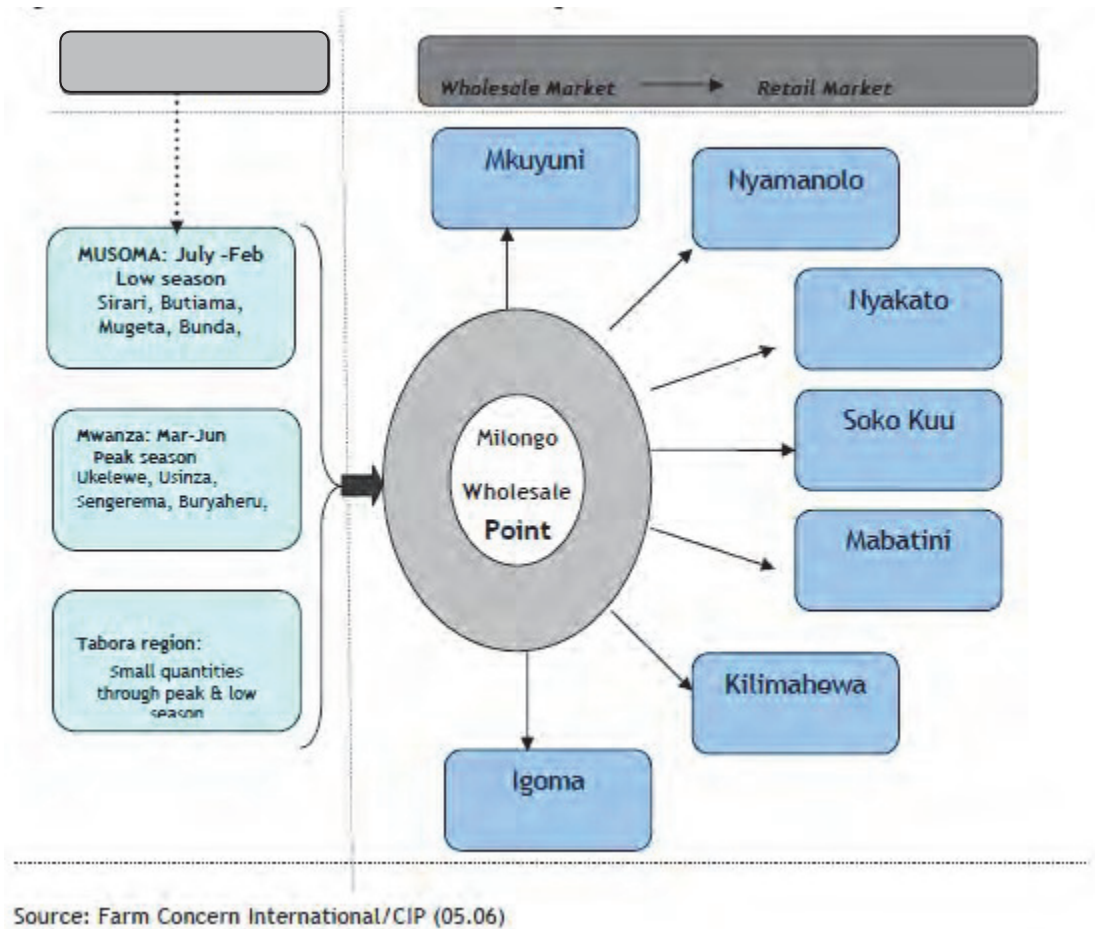 Wholesale Market Retail Market
MUSOMA: July -Feb
Low season
Sirari, Butiama,
Mugeta, Bunda,
Mwanza: Mar-Jun
Peak season
Ukelewe, Usinza,
Sengerema, Buryaheru,
Tabora region:
Small quantities
through peak & low
season
Milongo
Wholesale
Point
Mkuyuni
Nyamanolo
Nyakato
Soko Kuu
Mabatini
Kilimahewa
Igoma
Source: Farm Concern International/CIP (05.06)